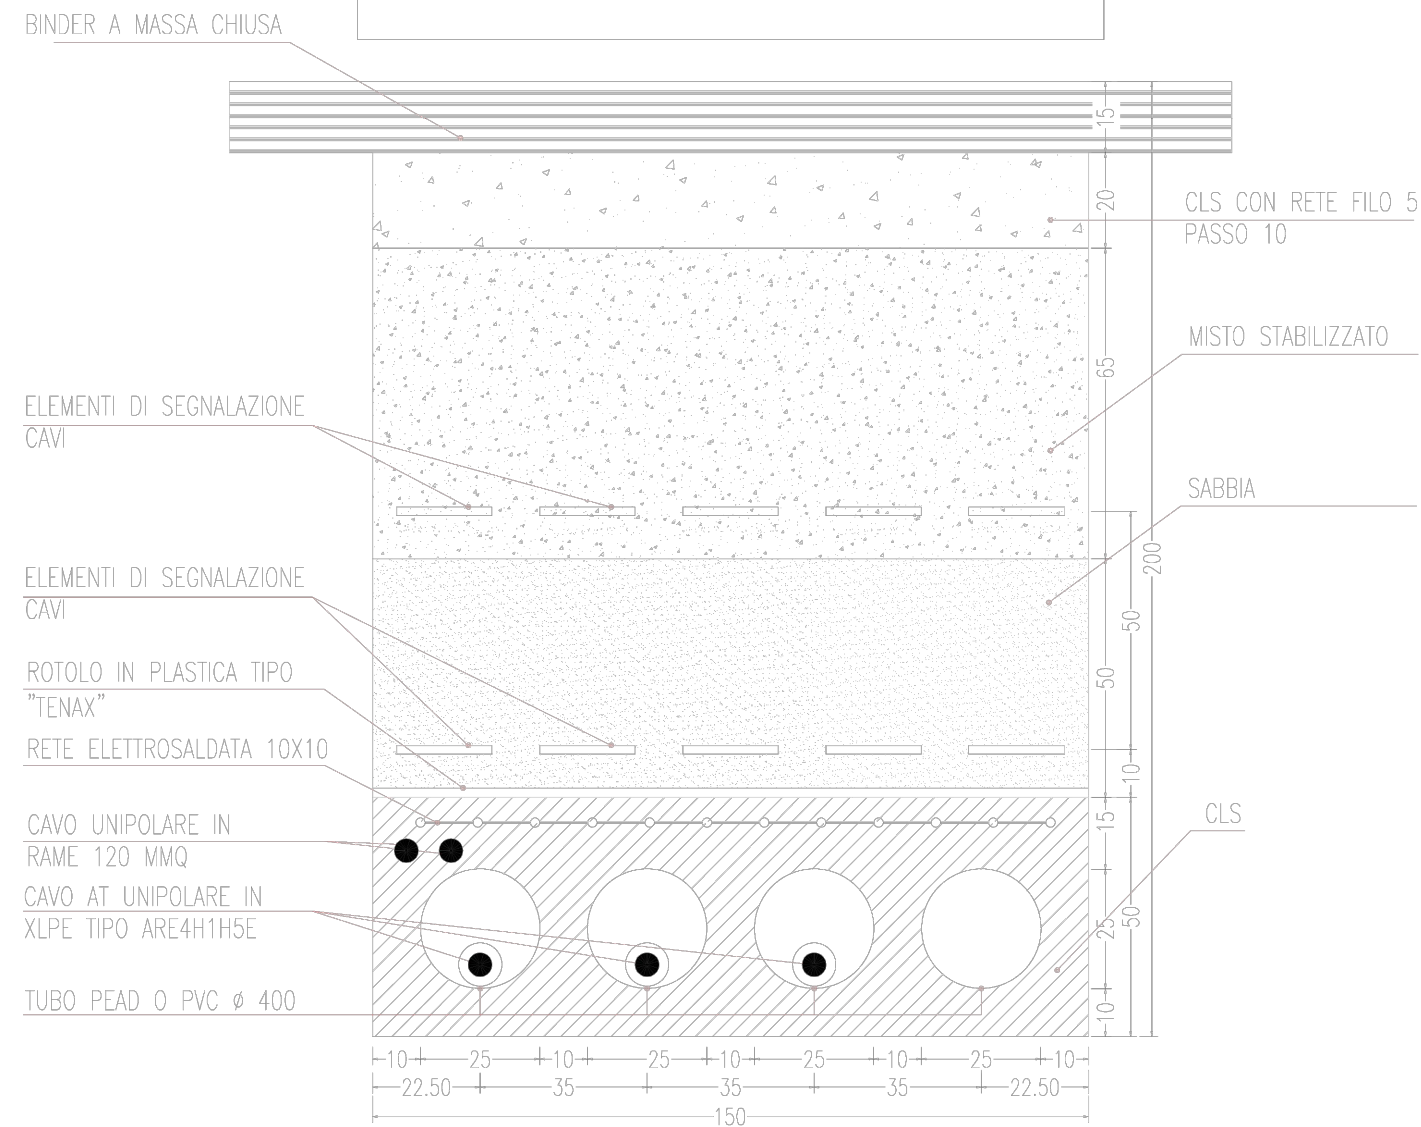 BINDER A MASSA CHIUSA
15
20
CLS CON RETE FILO 5
PASSO 10
MISTO STABILIZZATO
65
ELEMENTI DI SEGNALAZIONE
CAVI
SABBIA
200
ELEMENTI DI SEGNALAZIONE
CAVI
50
50
ROTOLO IN PLASTICA TIPO
"TENAX"
RETE ELETTROSALDATA 10X10
10
CAVO UNIPOLARE IN
RAME 120 MMQ
15
CLS
CAVO AT UNIPOLARE IN
XLPE TIPO ARE4H1H5E
25
50
TUBO PEAD O PVC Ø 400
10
10 25 10 25 10 25 10 25 10
22.50 35 35 35 22.50
150